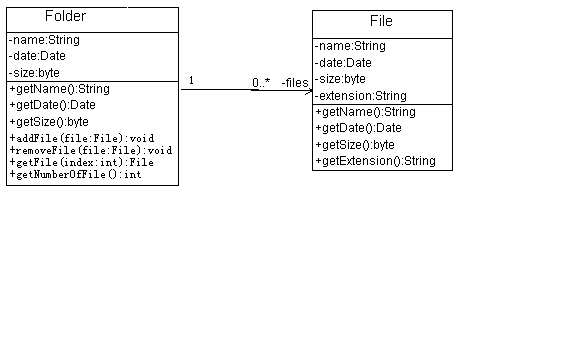 Folder
-name:String
-date:Date
-size:byte
+getName():String
+getDate():Date
+getSize():byte
+addFile(file:File):void
+removeFile(file:File):void
+getFile(index:int):File
+getNumberOfFile():int
1
0..*
-files
File
-name:String
-date:Date
-size:byte
-extension:String
+getName():String
+getDate():Date
+getSize():byte
+getExtension():String